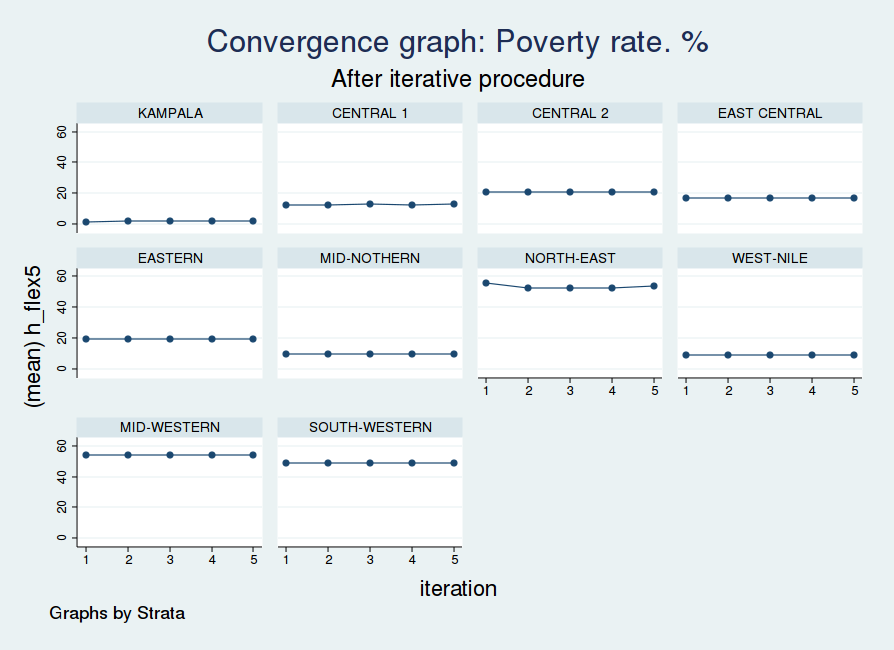 Convergence graph: Poverty rate. %
After iterative procedure
KAMPALA CENTRAL 1 CENTRAL 2 EAST CENTRAL
60
40
20
0
EASTERN MID-NOTHERN NORTH-EAST WEST-NILE
60
40
20
0
1 2 3 4 5 1 2 3 4 5
MID-WESTERN SOUTH-WESTERN
60
40
20
0
1 2 3 4 5 1 2 3 4 5
(mean) h_flex5
iteration
Graphs by Strata